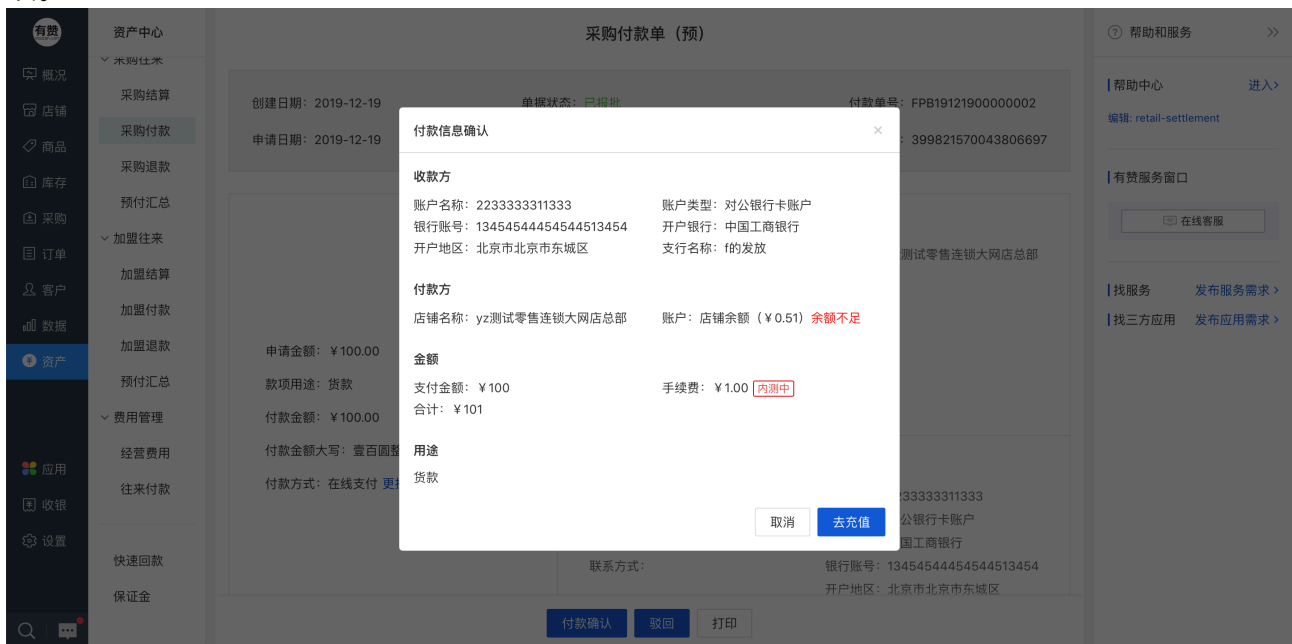 有赞
概况
店铺
商品
库存
采购
订单
客户
数据
资产
应用
收银
设置
资产中心
采购往来
采购结算
采购付款
采购退款
预付汇总
加盟往来
加盟结算
加盟付款
加盟退款
预付汇总
费用管理
经营费用
往来付款
快速回款
保证金
采购付款单（预）
创建日期：2019-12-19 单据状态：已报批 付款单号：FPB19121900000002
申请日期：2019-12-19 : 399821570043806697
测试零售连锁大网店总部
申请金额：￥100.00
款项用途：货款
付款金额：￥100.00
付款金额大写：壹百圆整
付款方式：在线支付 更
付款信息确认 ×
收款方
账户名称：2233333311333 账户类型：对公银行卡账户
银行账号：13454544454544513454 开户银行：中国工商银行
开户地区：北京市北京市东城区 支行名称：f的发放
付款方
店铺名称：yz测试零售连锁大网店总部 账户：店铺余额（￥0.51）余额不足
金额
支付金额：￥100 手续费：￥1.00 内测中
合计：￥101
用途
货款
取消 去充值
33333311333
公银行卡账户
国工商银行
联系方式： 银行账号：13454544454544513454
开户地区：北京市北京市东城区
付款确认 驳回 打印
帮助和服务
帮助中心 进入>
编辑: retail-settlement
有赞服务窗口
在线客服
找服务 发布服务需求 >
找三方应用 发布应用需求 >